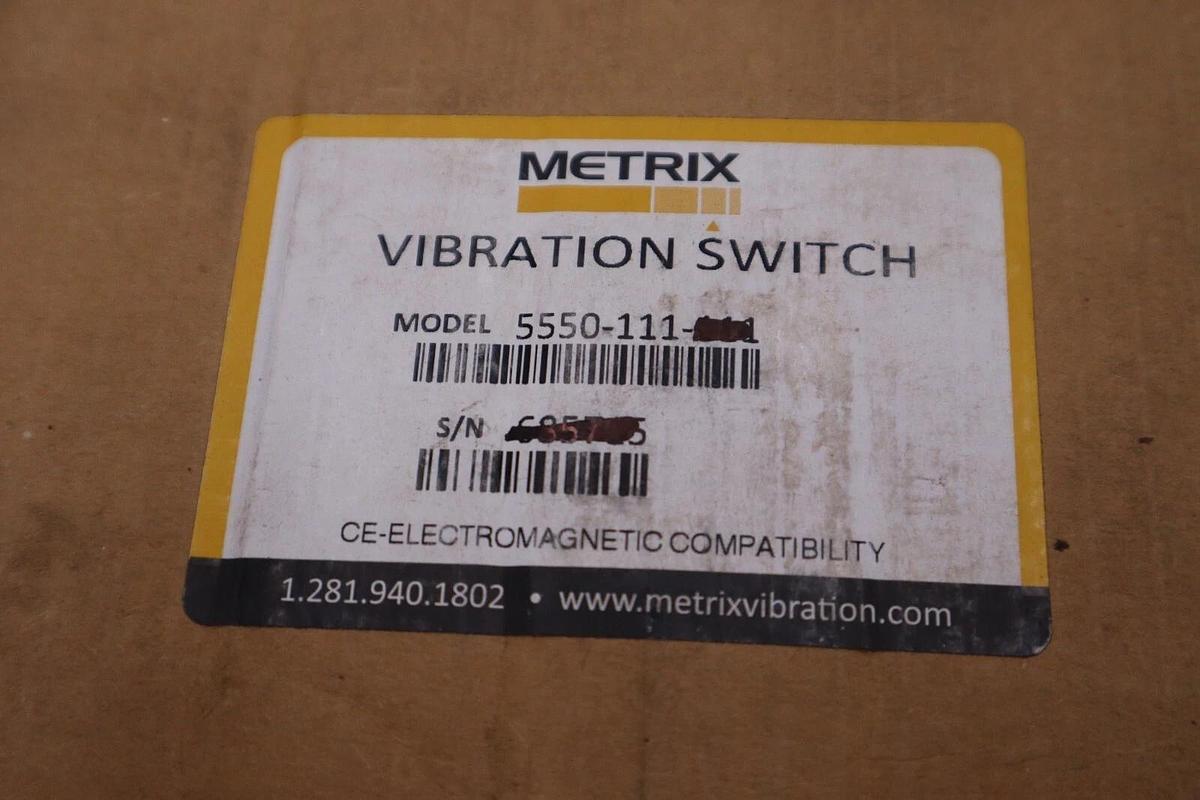 METRIX
VIBRATION SWITCH
MODEL 5550-111-
S/N
CE-ELECTROMAGNETIC COMPATIBILITY
1.281.940.1802 • www.metrixvibration.com